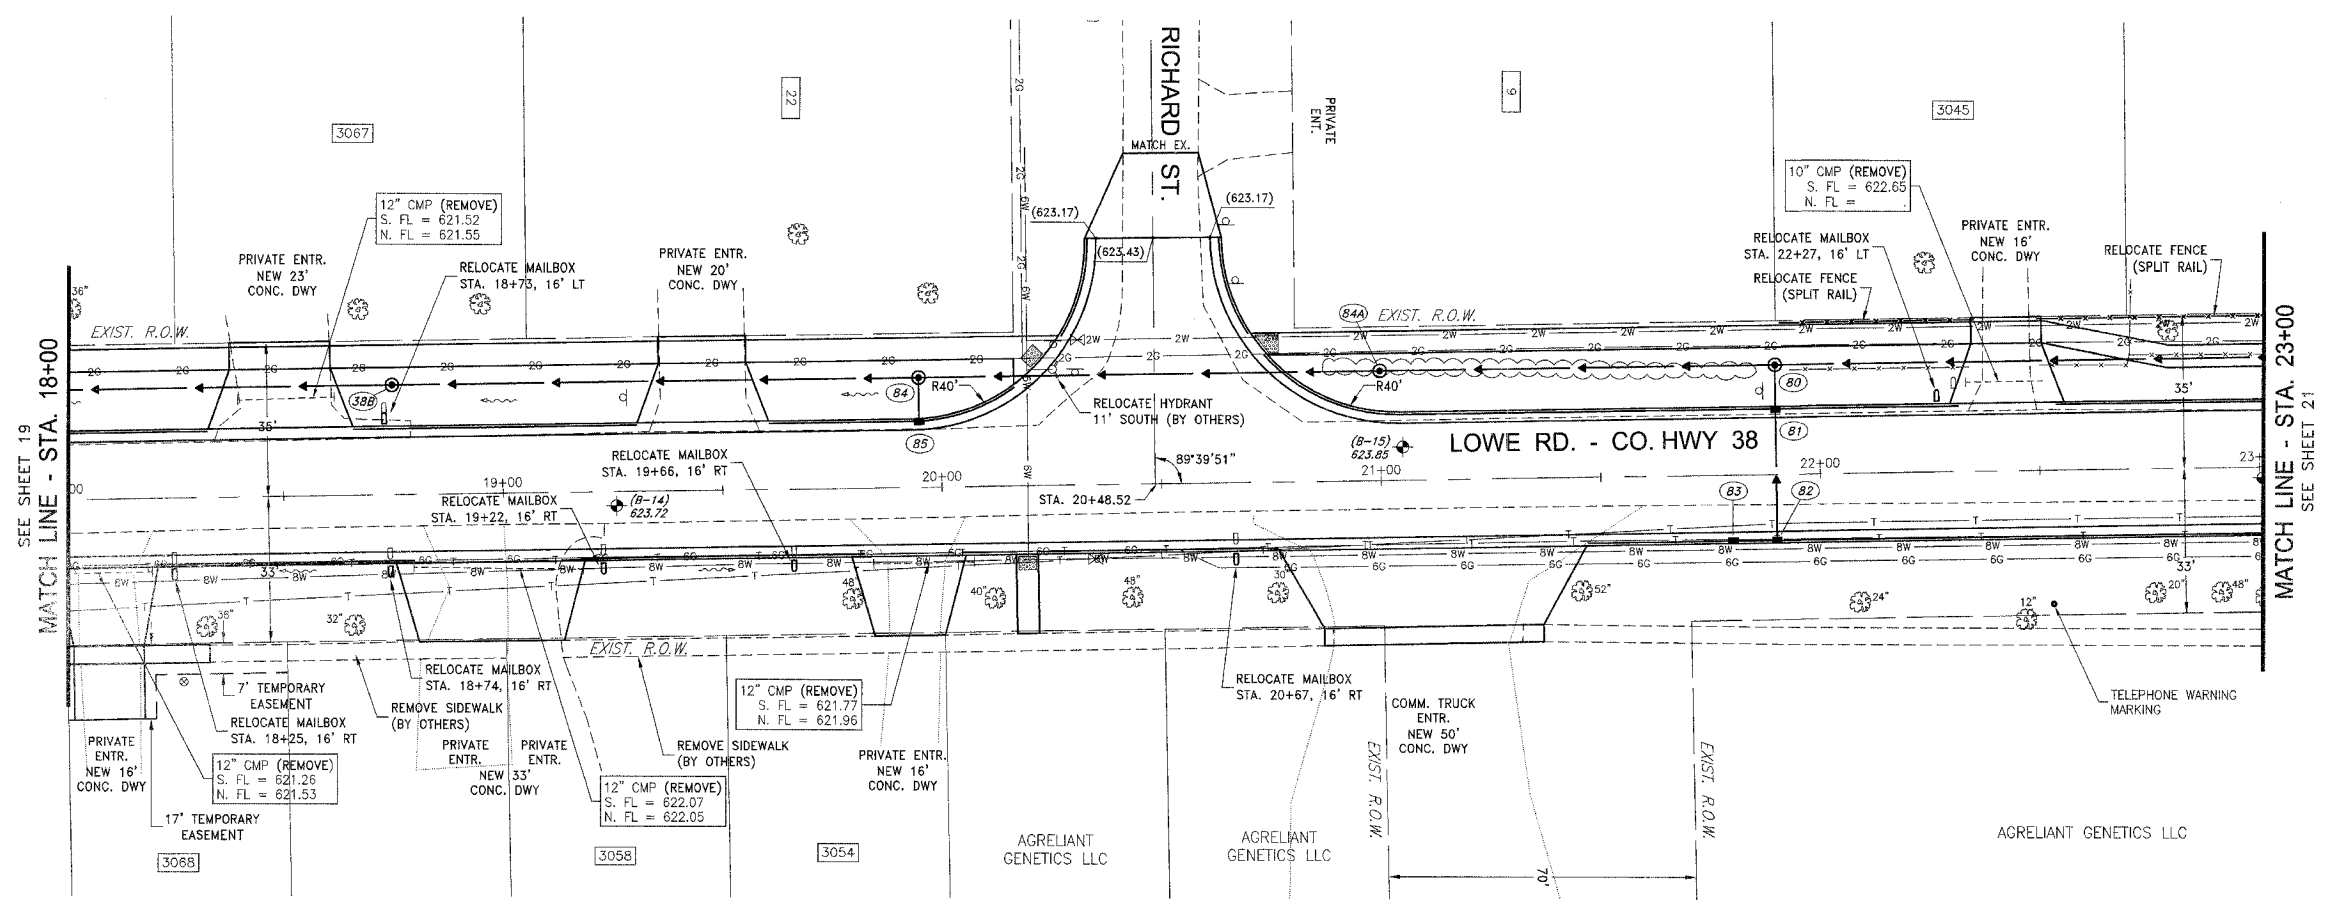 RICHARD ST.
MATCH EX.
PRIVATE
ENT.
22
9
3067
3045
12" CMP (REMOVE)
S. FL = 621.52
N. FL = 621.55
10" CMP (REMOVE)
S. FL = 622.65
N. FL =
(623.17)
(623.17)
(623.43)
PRIVATE ENTR.
NEW 23'
CONC. DWY
RELOCATE MAILBOX
STA. 18+73, 16' LT
PRIVATE ENTR.
NEW 20'
CONC. DWY
RELOCATE MAILBOX
STA. 22+27, 16' LT
RELOCATE FENCE
(SPLIT RAIL)
PRIVATE ENTR.
NEW 16'
CONC. DWY
RELOCATE FENCE
(SPLIT RAIL)
36"
EXIST. R.O.W.
84A
EXIST. R.O.W.
38B
84
85
R40'
R40'
80
81
35'
35'
RELOCATE HYDRANT
11' SOUTH (BY OTHERS)
LOWE RD. - CO. HWY 38
(B-15)
623.85
89°39'51"
STA. 20+48.52
00
19+00
20+00
21+00
22+00
23+
RELOCATE MAILBOX
STA. 19+66, 16' RT
RELOCATE MAILBOX
STA. 19+22, 16' RT
(B-14)
623.72
83
82
MATCH LINE - STA. 18+00
SEE SHEET 19
MATCH LINE - STA. 23+00
SEE SHEET 21
33'
33'
36"
32"
48"
40"
48"
30"
52"
24"
12"
20"
48"
EXIST. R.O.W.
7' TEMPORARY
EASEMENT
RELOCATE MAILBOX
STA. 18+25, 16' RT
RELOCATE MAILBOX
STA. 18+74, 16' RT
REMOVE SIDEWALK
(BY OTHERS)
12" CMP (REMOVE)
S. FL = 621.77
N. FL = 621.96
RELOCATE MAILBOX
STA. 20+67, 16' RT
COMM. TRUCK
ENTR.
NEW 50'
CONC. DWY
TELEPHONE WARNING
MARKING
PRIVATE
ENTR.
NEW 16'
CONC. DWY
12" CMP (REMOVE)
S. FL = 621.26
N. FL = 621.53
PRIVATE
ENTR.
PRIVATE
ENTR.
NEW 33'
CONC. DWY
REMOVE SIDEWALK
(BY OTHERS)
12" CMP (REMOVE)
S. FL = 622.07
N. FL = 622.05
PRIVATE ENTR.
NEW 16'
CONC. DWY
17' TEMPORARY
EASEMENT
3068
3058
3054
AGRELIANT
GENETICS LLC
AGRELIANT
GENETICS LLC
EXIST. R.O.W.
EXIST. R.O.W.
70'
AGRELIANT GENETICS LLC